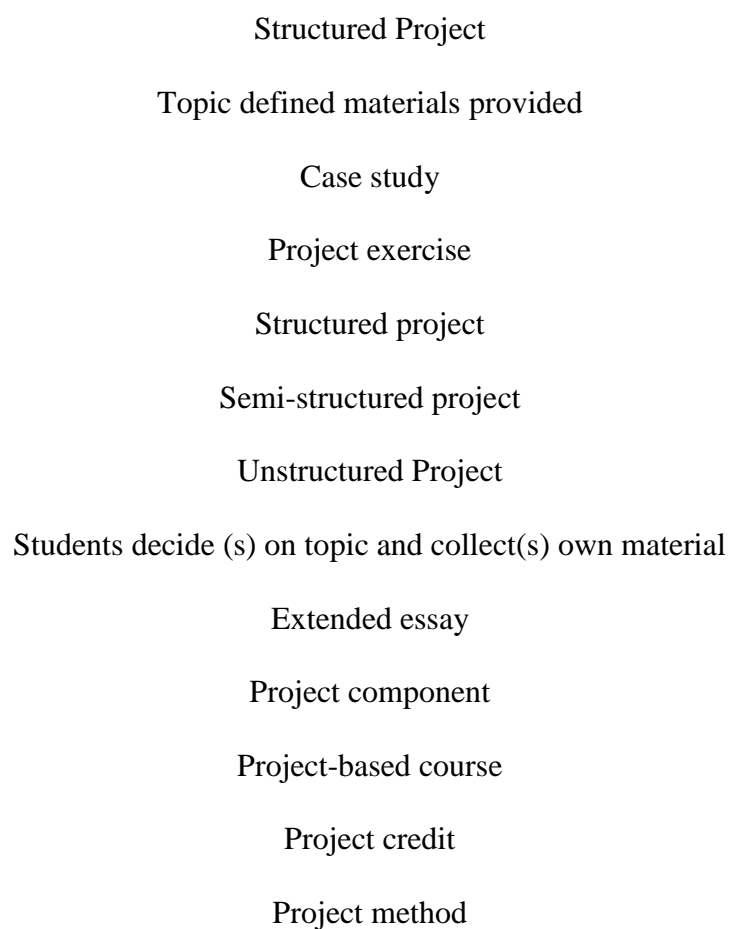 Structured Project
Topic defined materials provided
Case study
Project exercise
Structured project
Semi-structured project
Unstructured Project
Students decide (s) on topic and collect(s) own material
Extended essay
Project component
Project-based course
Project credit
Project method